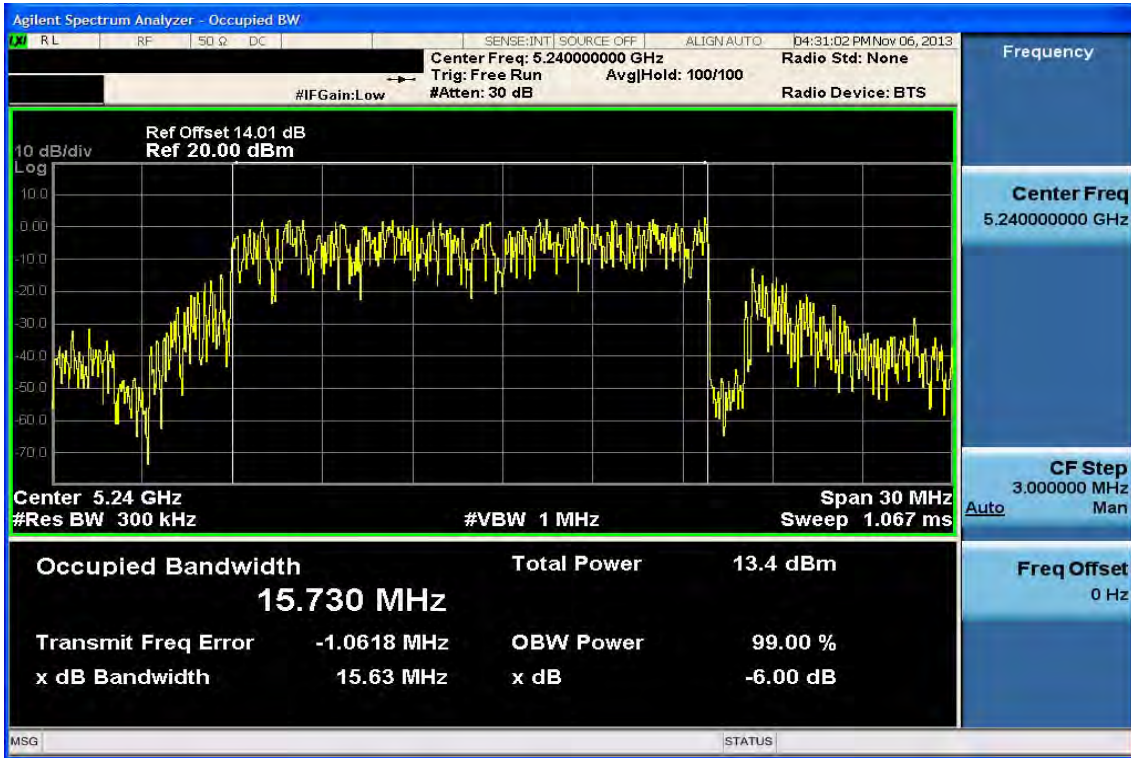 Agilent Spectrum Analyzer - Occupied BW
LXI RL RF 50 Ω DC SENSE:INT SOURCE OFF ALIGN AUTO 04:31:02 PM Nov 06, 2013
Center Freq: 5.240000000 GHz Radio Std: None
Trig: Free Run Avg|Hold: 100/100
#IFGain:Low #Atten: 30 dB Radio Device: BTS
Ref Offset 14.01 dB
10 dB/div Ref 20.00 dBm
Log
10.0
0.00
-10.0
-20.0
-30.0
-40.0
-50.0
-60.0
-70.0
Center 5.24 GHz Span 30 MHz
#Res BW 300 kHz #VBW 1 MHz Sweep 1.067 ms
Occupied Bandwidth Total Power 13.4 dBm
15.730 MHz
Transmit Freq Error -1.0618 MHz OBW Power 99.00 %
x dB Bandwidth 15.63 MHz x dB -6.00 dB
MSG STATUS
Frequency
Center Freq
5.240000000 GHz
CF Step
3.000000 MHz
Auto Man
Freq Offset
0 Hz